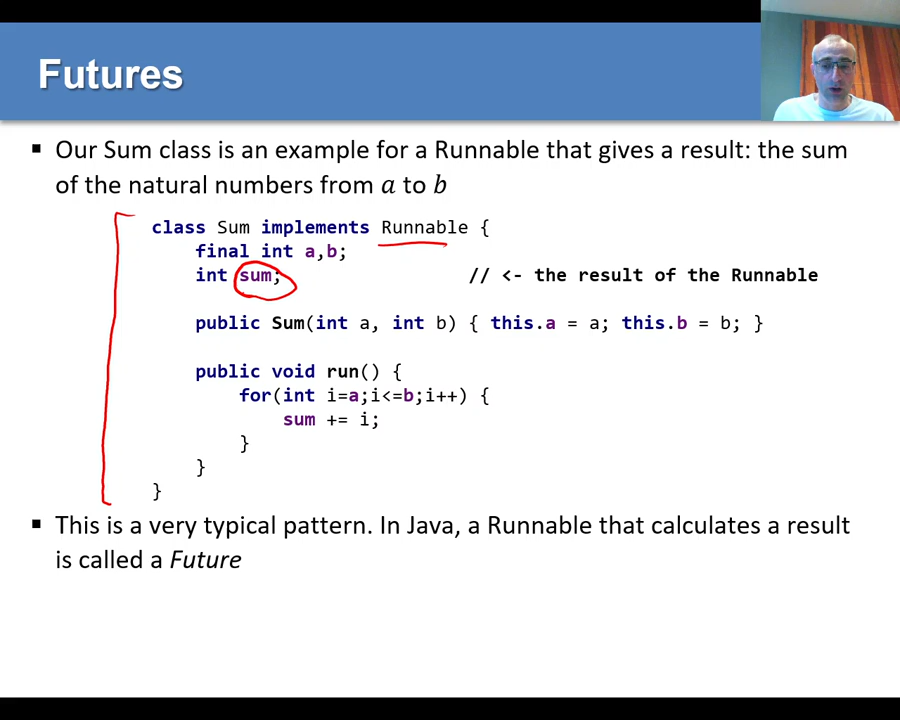 Futures
▪ Our Sum class is an example for a Runnable that gives a result: the sum
of the natural numbers from a to b
class Sum implements Runnable {
    final int a,b;
    int sum;                 // <- the result of the Runnable
    public Sum(int a, int b) { this.a = a; this.b = b; }
    public void run() {
        for(int i=a;i<=b;i++) {
            sum += i;
        }
    }
}
▪ This is a very typical pattern. In Java, a Runnable that calculates a result
is called a Future